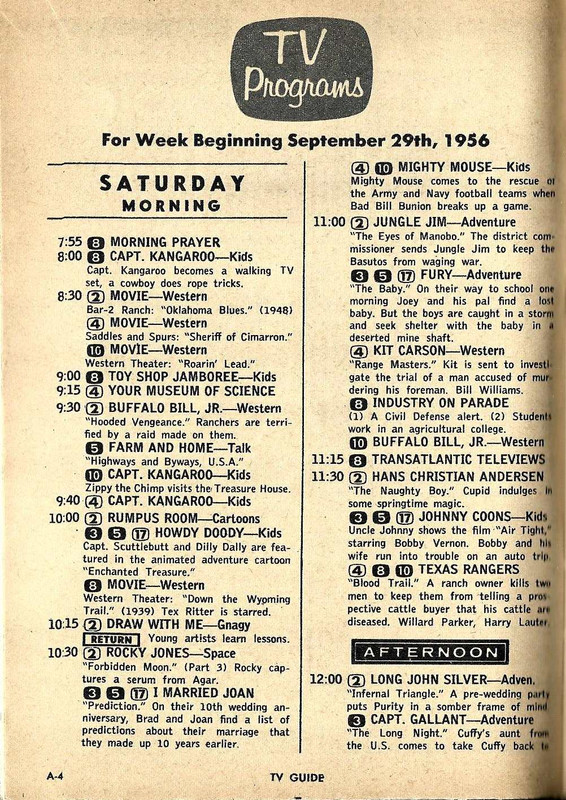 TV
Programs
For Week Beginning September 29th, 1956
SATURDAY
MORNING
7:55 8 MORNING PRAYER
8:00 8 CAPT. KANGAROO—Kids
Capt. Kangaroo becomes a walking TV
set, a cowboy does rope tricks.
8:30 2 MOVIE—Western
Bar-2 Ranch: "Oklahoma Blues." (1948)
4 MOVIE—Western
Saddles and Spurs: "Sheriff of Cimarron."
10 MOVIE—Western
Western Theater: "Roarin' Lead."
9:00 8 TOY SHOP JAMBOREE—Kids
9:15 4 YOUR MUSEUM OF SCIENCE
9:30 2 BUFFALO BILL, JR.—Western
"Hooded Vengeance." Ranchers are terri-
fied by a raid made on them.
5 FARM AND HOME—Talk
"Highways and Byways, U.S.A."
10 CAPT. KANGAROO—Kids
Zippy the Chimp visits the Treasure House.
9:40 4 CAPT. KANGAROO—Kids
10:00 2 RUMPUS ROOM—Cartoons
3 5 17 HOWDY DOODY—Kids
Capt. Scuttlebutt and Dilly Dally are fea-
tured in the animated adventure cartoon
"Enchanted Treasure."
8 MOVIE—Western
Western Theater: "Down the Wyoming
Trail." (1939) Tex Ritter is starred.
10:15 2 DRAW WITH ME—Gnagy
RETURN Young artists learn lessons.
10:30 2 ROCKY JONES—Space
"Forbidden Moon." (Part 3) Rocky cap-
tures a serum from Agar.
3 5 17 I MARRIED JOAN
"Prediction." On their 10th wedding an-
niversary, Brad and Joan find a list of
predictions about their marriage that
they made up 10 years earlier.
4 10 MIGHTY MOUSE—Kids
Mighty Mouse comes to the rescue of
the Army and Navy football teams when
Bad Bill Bunion breaks up a game.
11:00 2 JUNGLE JIM—Adventure
"The Eyes of Manobo." The district com-
missioner sends Jungle Jim to keep the
Basutos from waging war.
3 5 17 FURY—Adventure
"The Baby." On their way to school one
morning Joey and his pal find a lost
baby. But the boys are caught in a storm
and seek shelter with the baby in a
deserted mine shaft.
4 KIT CARSON—Western
"Range Masters." Kit is sent to investi-
gate the trial of a man accused of mur-
dering his foreman. Bill Williams.
8 INDUSTRY ON PARADE
(1) A Civil Defense alert. (2) Students
work in an agricultural college.
10 BUFFALO BILL, JR.—Western
11:15 8 TRANSATLANTIC TELEVIEWS
11:30 2 HANS CHRISTIAN ANDERSEN
"The Naughty Boy." Cupid indulges in
some springtime magic.
3 5 17 JOHNNY COONS—Kids
Uncle Johnny shows the film "Air Tight,"
starring Bobby Vernon. Bobby and his
wife run into trouble on an auto trip.
4 8 10 TEXAS RANGERS
"Blood Trail." A ranch owner kills two
men to keep them from telling a pros-
pective cattle buyer that his cattle are
diseased. Willard Parker, Harry Lauter.
AFTERNOON
12:00 2 LONG JOHN SILVER—Adven.
"Infernal Triangle." A pre-wedding party
puts Purity in a somber frame of mind.
3 CAPT. GALLANT—Adventure
"The Long Night." Cuffy's aunt from
the U.S. comes to take Cuffy back to
A-4
TV GUIDE